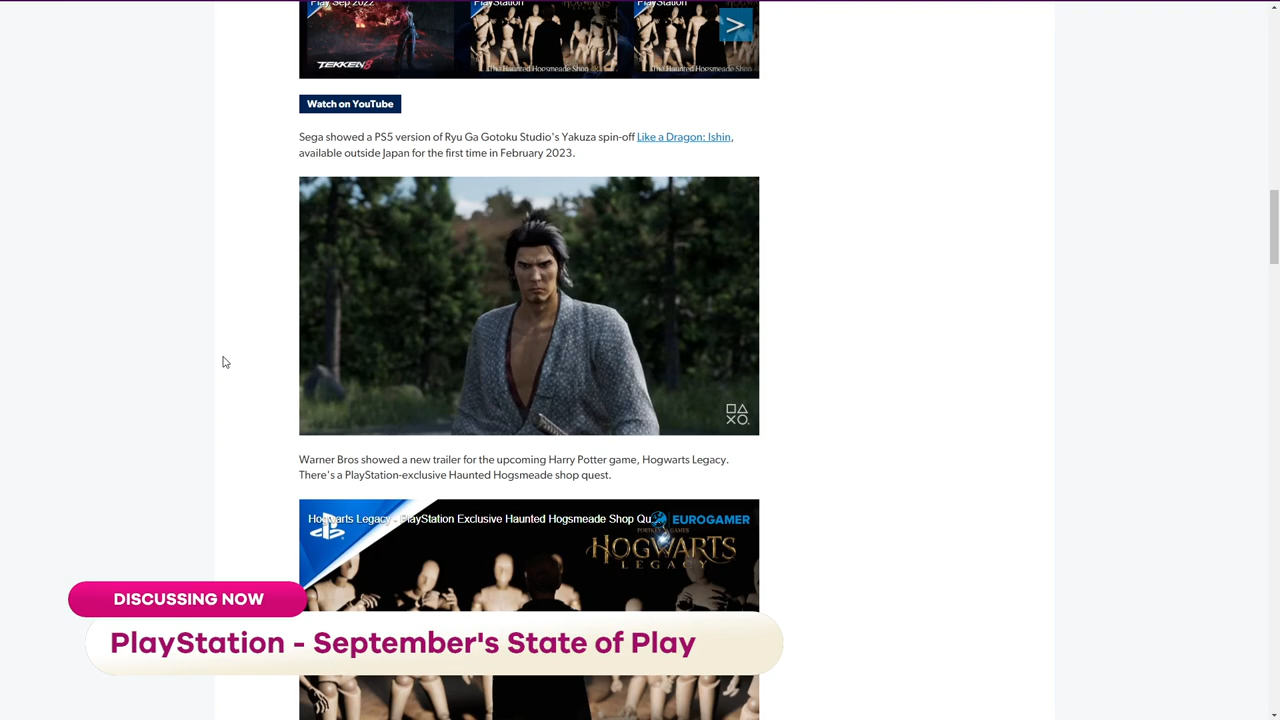 Play Sep 2022
PlayStation
PlayStation
HOGWARTS
HOGWARTS
>
TEKKEN 8
The Haunted Hogsmeade Shop
The Haunted Hogsmeade Shop
Watch on YouTube
Sega showed a PS5 version of Ryu Ga Gotoku Studio's Yakuza spin-off Like a Dragon: Ishin,
available outside Japan for the first time in February 2023.
Warner Bros showed a new trailer for the upcoming Harry Potter game, Hogwarts Legacy.
There's a PlayStation-exclusive Haunted Hogsmeade shop quest.
Hogwarts Legacy - PlayStation Exclusive Haunted Hogsmeade Shop Qu...
EUROGAMER
PORTKEY GAMES
HOGWARTS
LEGACY
DISCUSSING NOW
PlayStation - September's State of Play